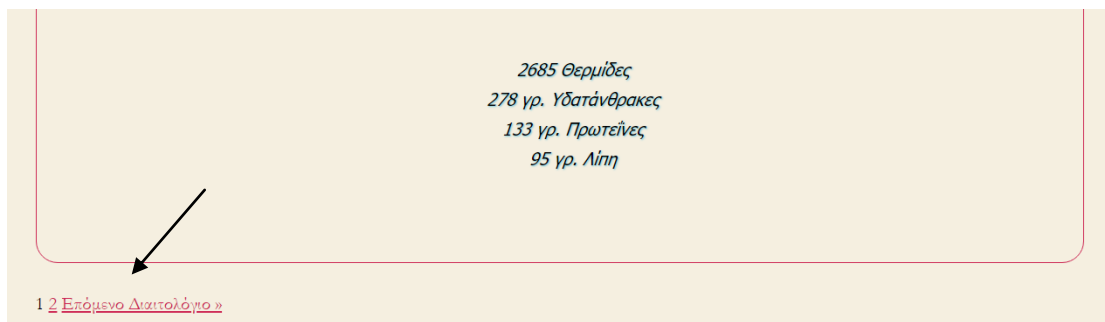 2685 Θερμίδες
278 γρ. Υδατάνθρακες
133 γρ. Πρωτεΐνες
95 γρ. Λίπη
1 2 Επόμενο Διαιτολόγιο »